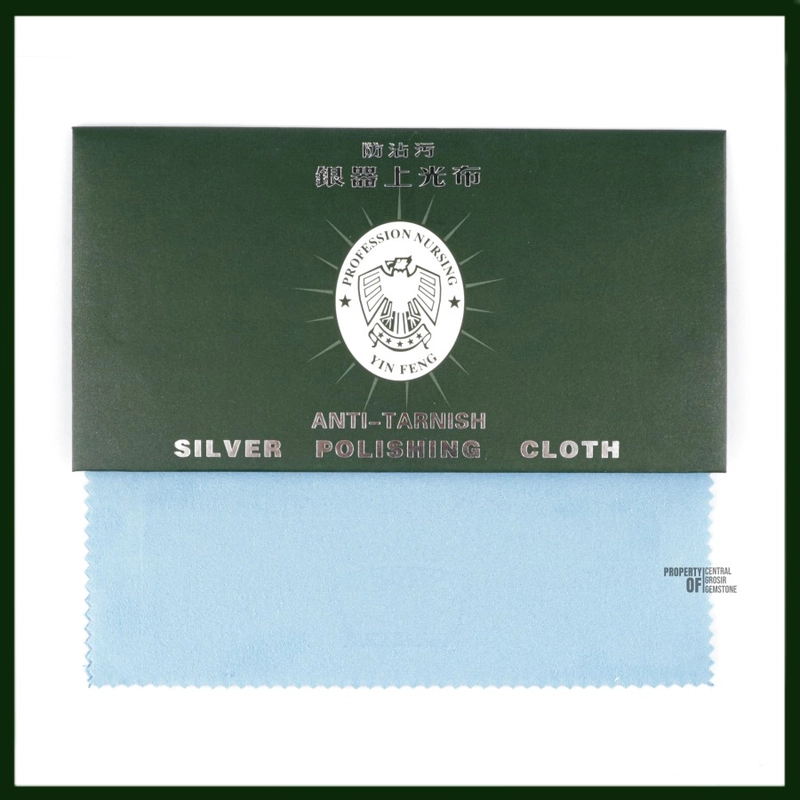 防沾污
銀器上光布
PROFESSION NURSING
YIN FENG
ANTI-TARNISH
SILVER POLISHING CLOTH
PROPERTY OF
CENTRAL
GROSIR
GEMSTONE